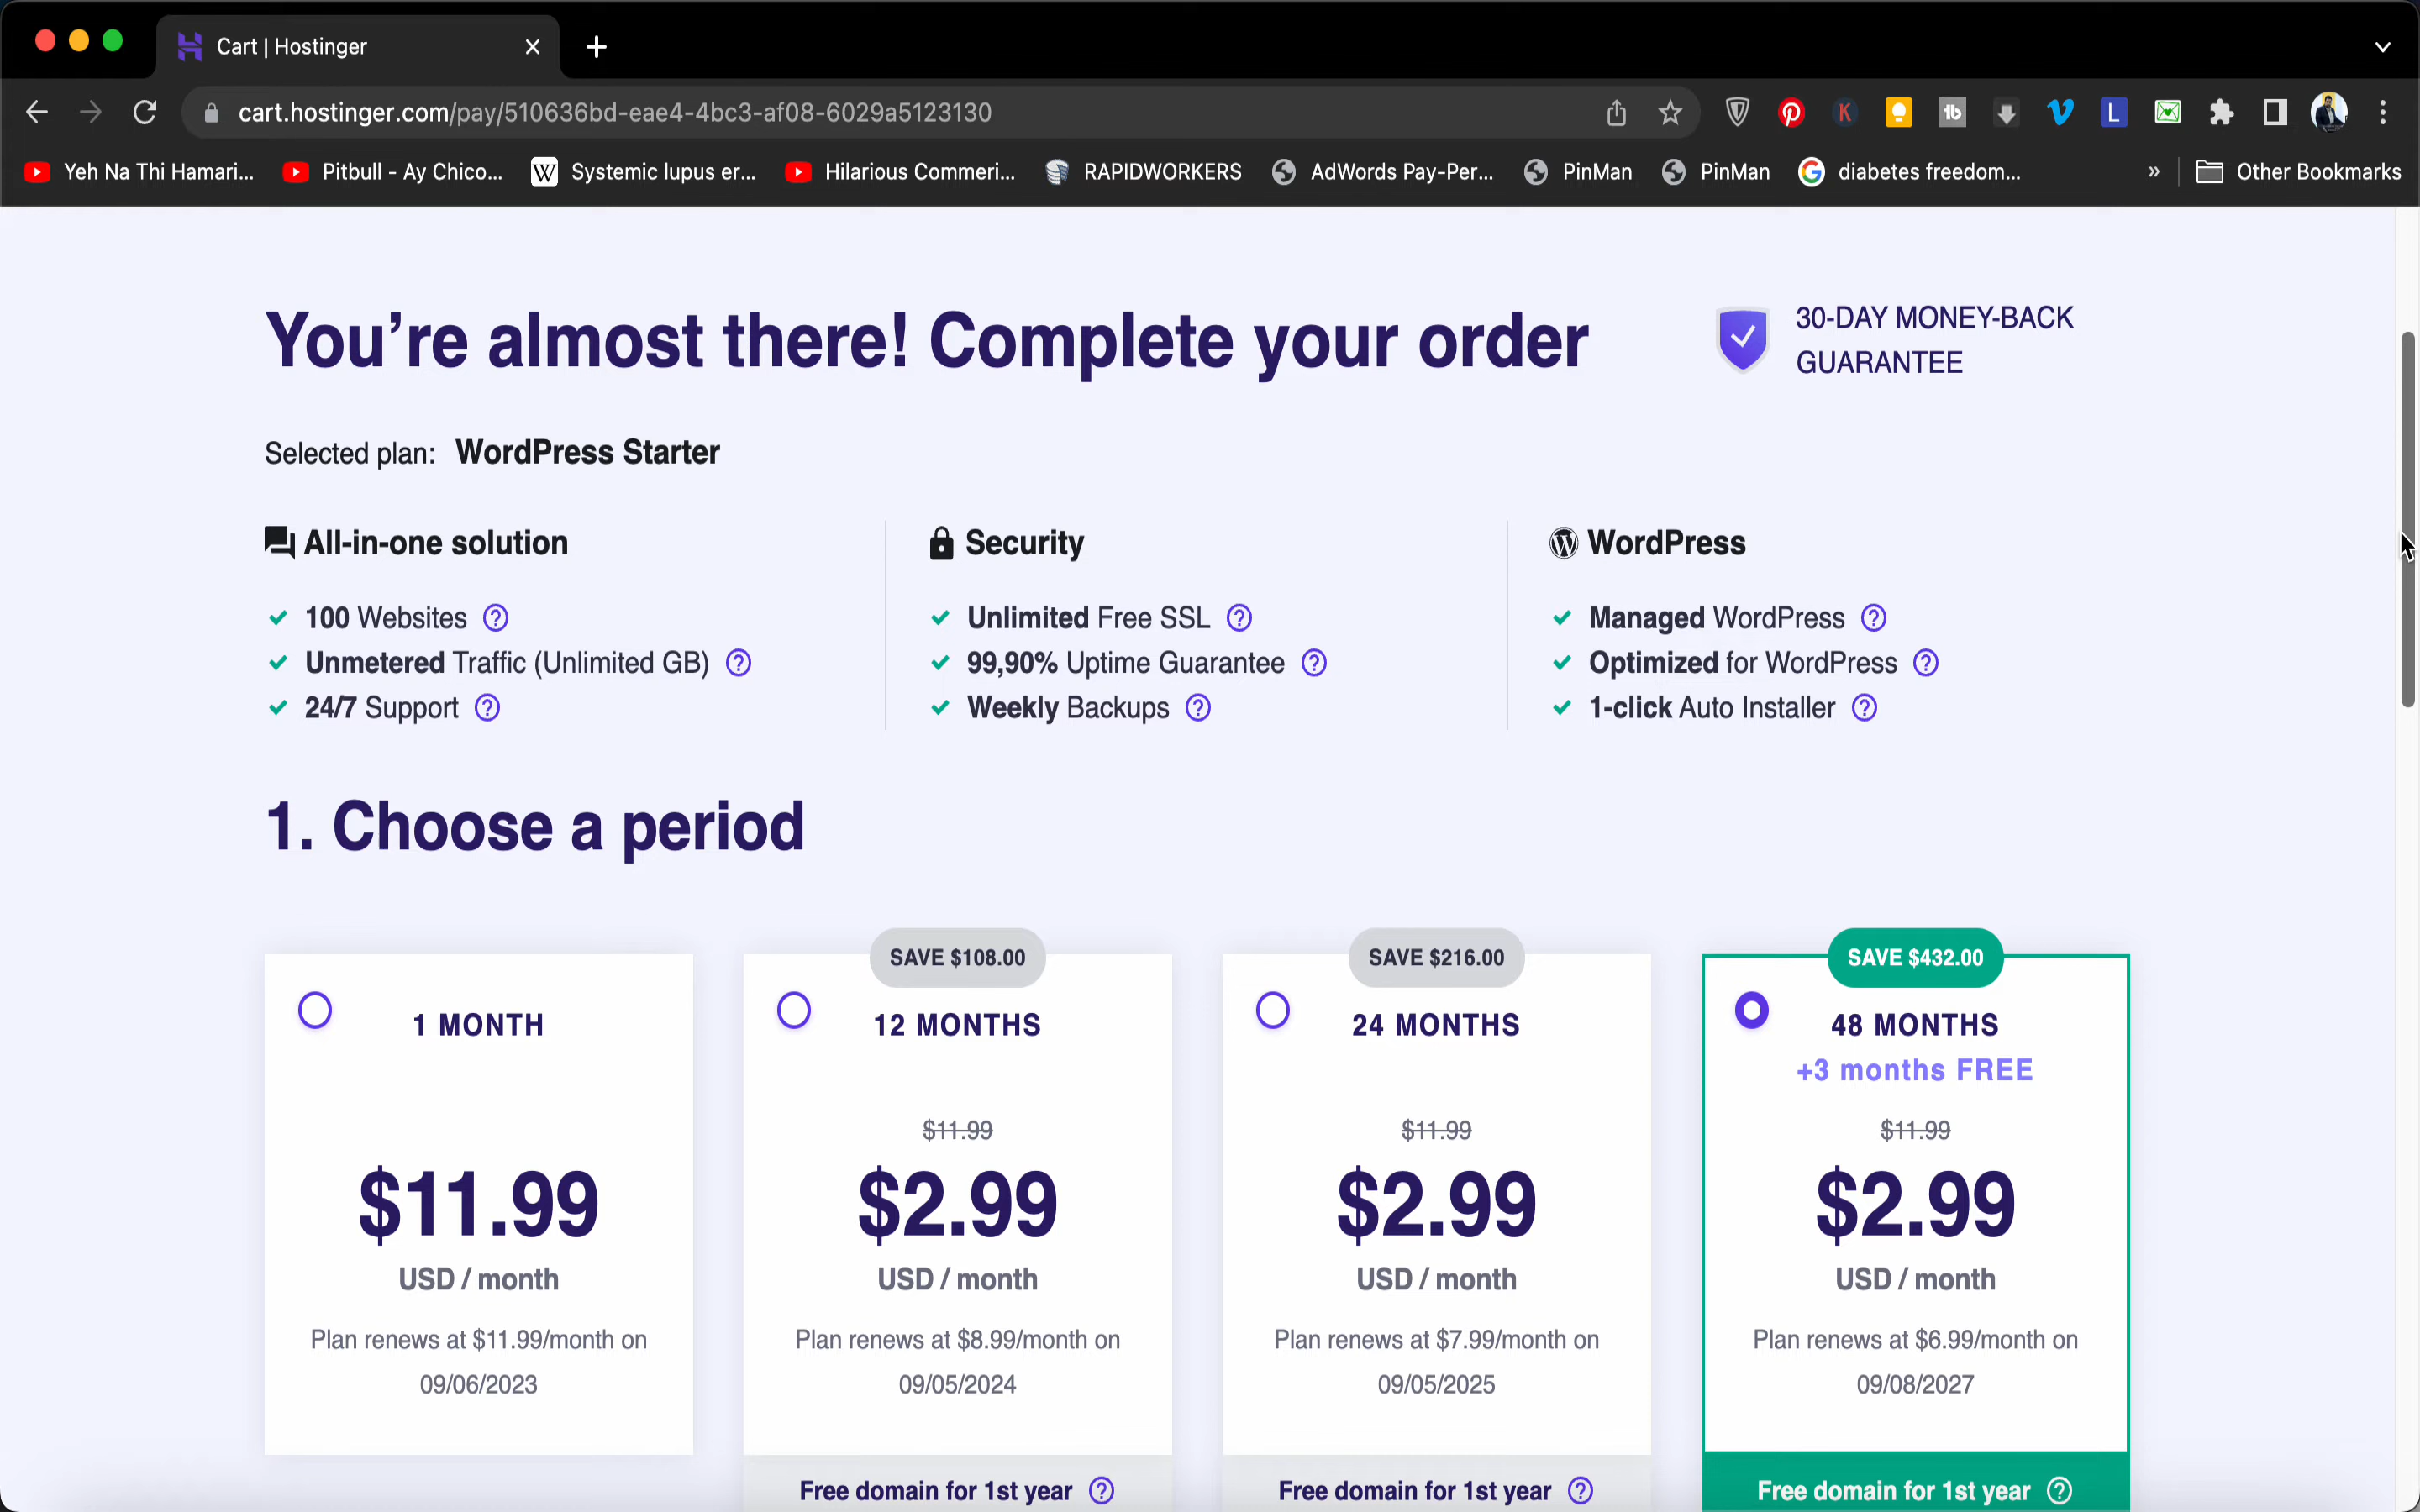 Cart | Hostinger
cart.hostinger.com/pay/510636bd-eae4-4bc3-af08-6029a5123130
Yeh Na Thi Hamari... Pitbull - Ay Chico... Systemic lupus er... Hilarious Commeri... RAPIDWORKERS AdWords Pay-Per... PinMan PinMan diabetes freedom... » Other Bookmarks
You’re almost there! Complete your order
30-DAY MONEY-BACK
GUARANTEE
Selected plan: WordPress Starter
All-in-one solution
100 Websites
Unmetered Traffic (Unlimited GB)
24/7 Support
Security
Unlimited Free SSL
99,90% Uptime Guarantee
Weekly Backups
WordPress
Managed WordPress
Optimized for WordPress
1-click Auto Installer
1. Choose a period
1 MONTH
$11.99
USD / month
Plan renews at $11.99/month on
09/06/2023
SAVE $108.00
12 MONTHS
$11.99
$2.99
USD / month
Plan renews at $8.99/month on
09/05/2024
Free domain for 1st year
SAVE $216.00
24 MONTHS
$11.99
$2.99
USD / month
Plan renews at $7.99/month on
09/05/2025
Free domain for 1st year
SAVE $432.00
48 MONTHS
+3 months FREE
$11.99
$2.99
USD / month
Plan renews at $6.99/month on
09/08/2027
Free domain for 1st year